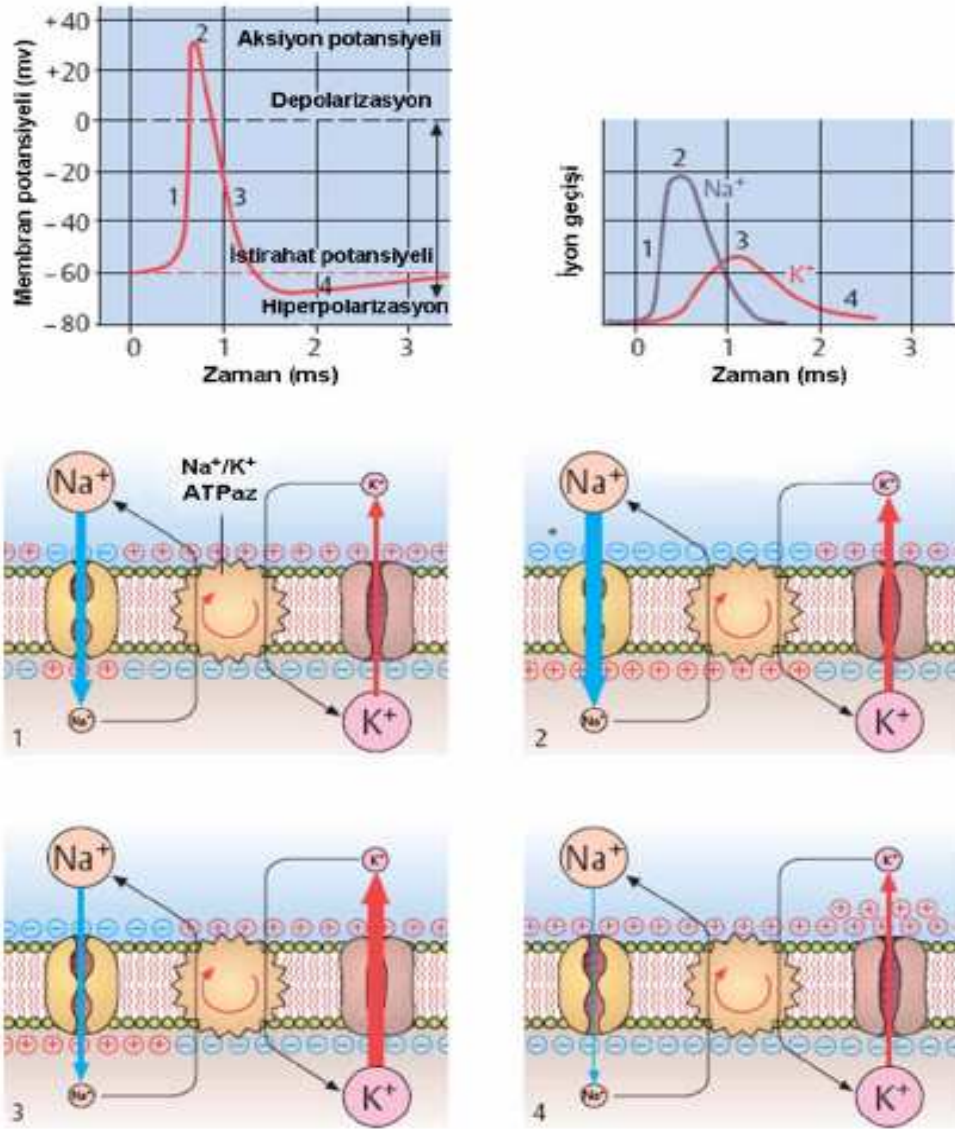 Membran potansiyeli (mv)
+40
+20
0
−20
−40
−60
−80
2
1
3
4
Aksiyon potansiyeli
Depolarizasyon
İstirahat potansiyeli
Hiperpolarizasyon
0 1 2 3
Zaman (ms)
İyon geçişi
2
Na⁺
1
3
K⁺
4
0 1 2 3
Zaman (ms)
Na⁺
Na⁺/K⁺
ATPaz
K⁺
Na⁺
K⁺
1
Na⁺
K⁺
Na⁺
K⁺
2
Na⁺
K⁺
Na⁺
K⁺
3
Na⁺
K⁺
Na⁺
K⁺
4